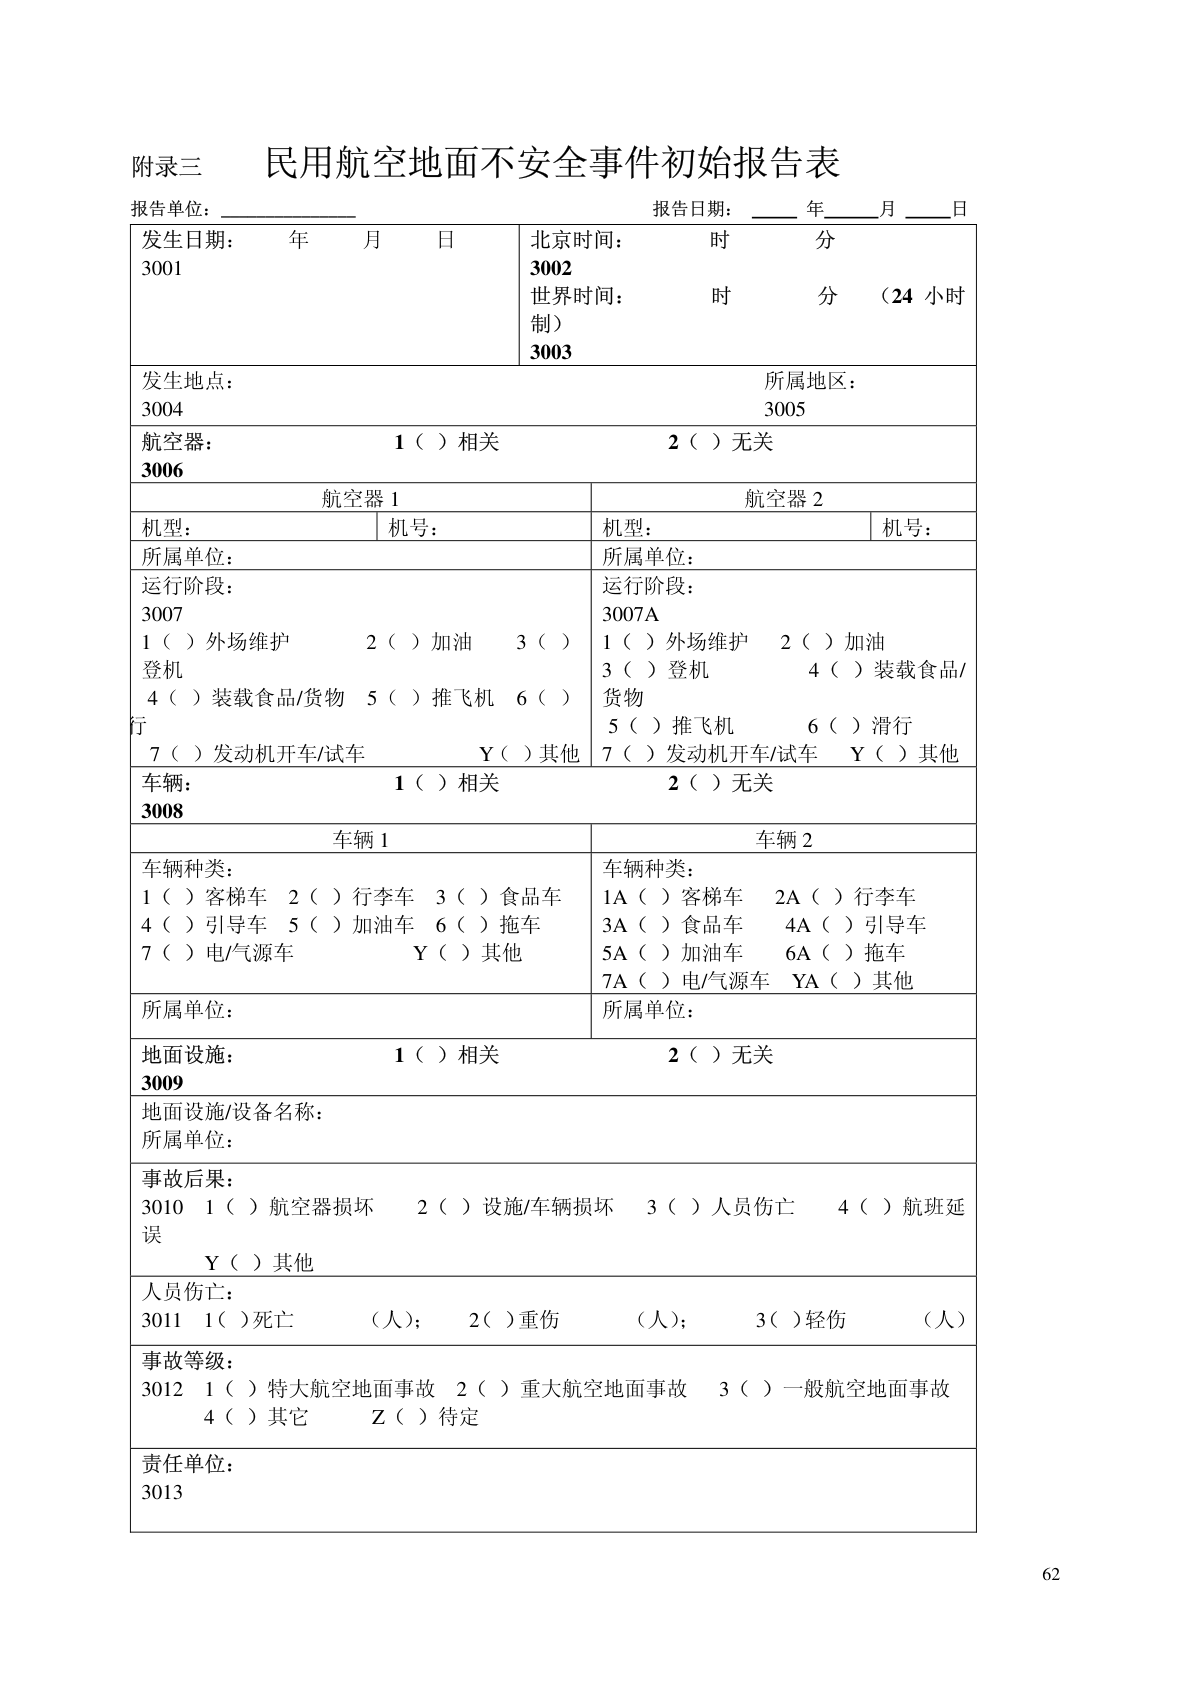 附录三 民用航空地面不安全事件初始报告表
报告单位：_______________ 报告日期： _____ 年______月 _____日
发生日期： 年 月 日
3001
北京时间： 时 分
3002
世界时间： 时 分 （24 小时
制）
3003
发生地点：
3004
所属地区：
3005
航空器： 1（ ）相关 2（ ）无关
3006
航空器 1
航空器 2
机型：
机号：
机型：
机号：
所属单位：
所属单位：
运行阶段：
3007
1（ ）外场维护 2（ ）加油 3（ ）
登机
4（ ）装载食品/货物 5（ ）推飞机 6（ ）
行
7（ ）发动机开车/试车 Y（ ）其他
运行阶段：
3007A
1（ ）外场维护 2（ ）加油
3（ ）登机 4（ ）装载食品/
货物
5（ ）推飞机 6（ ）滑行
7（ ）发动机开车/试车 Y（ ）其他
车辆： 1（ ）相关 2（ ）无关
3008
车辆 1
车辆 2
车辆种类：
1（ ）客梯车 2（ ）行李车 3（ ）食品车
4（ ）引导车 5（ ）加油车 6（ ）拖车
7（ ）电/气源车 Y（ ）其他
车辆种类：
1A（ ）客梯车 2A（ ）行李车
3A（ ）食品车 4A（ ）引导车
5A（ ）加油车 6A（ ）拖车
7A（ ）电/气源车 YA（ ）其他
所属单位：
所属单位：
地面设施： 1（ ）相关 2（ ）无关
3009
地面设施/设备名称：
所属单位：
事故后果：
3010 1（ ）航空器损坏 2（ ）设施/车辆损坏 3（ ）人员伤亡 4（ ）航班延
误
Y（ ）其他
人员伤亡：
3011 1( )死亡 （人）； 2( )重伤 （人）； 3( )轻伤 （人）
事故等级：
3012 1（ ）特大航空地面事故 2（ ）重大航空地面事故 3（ ）一般航空地面事故
4（ ）其它 Z（ ）待定
责任单位：
3013
62